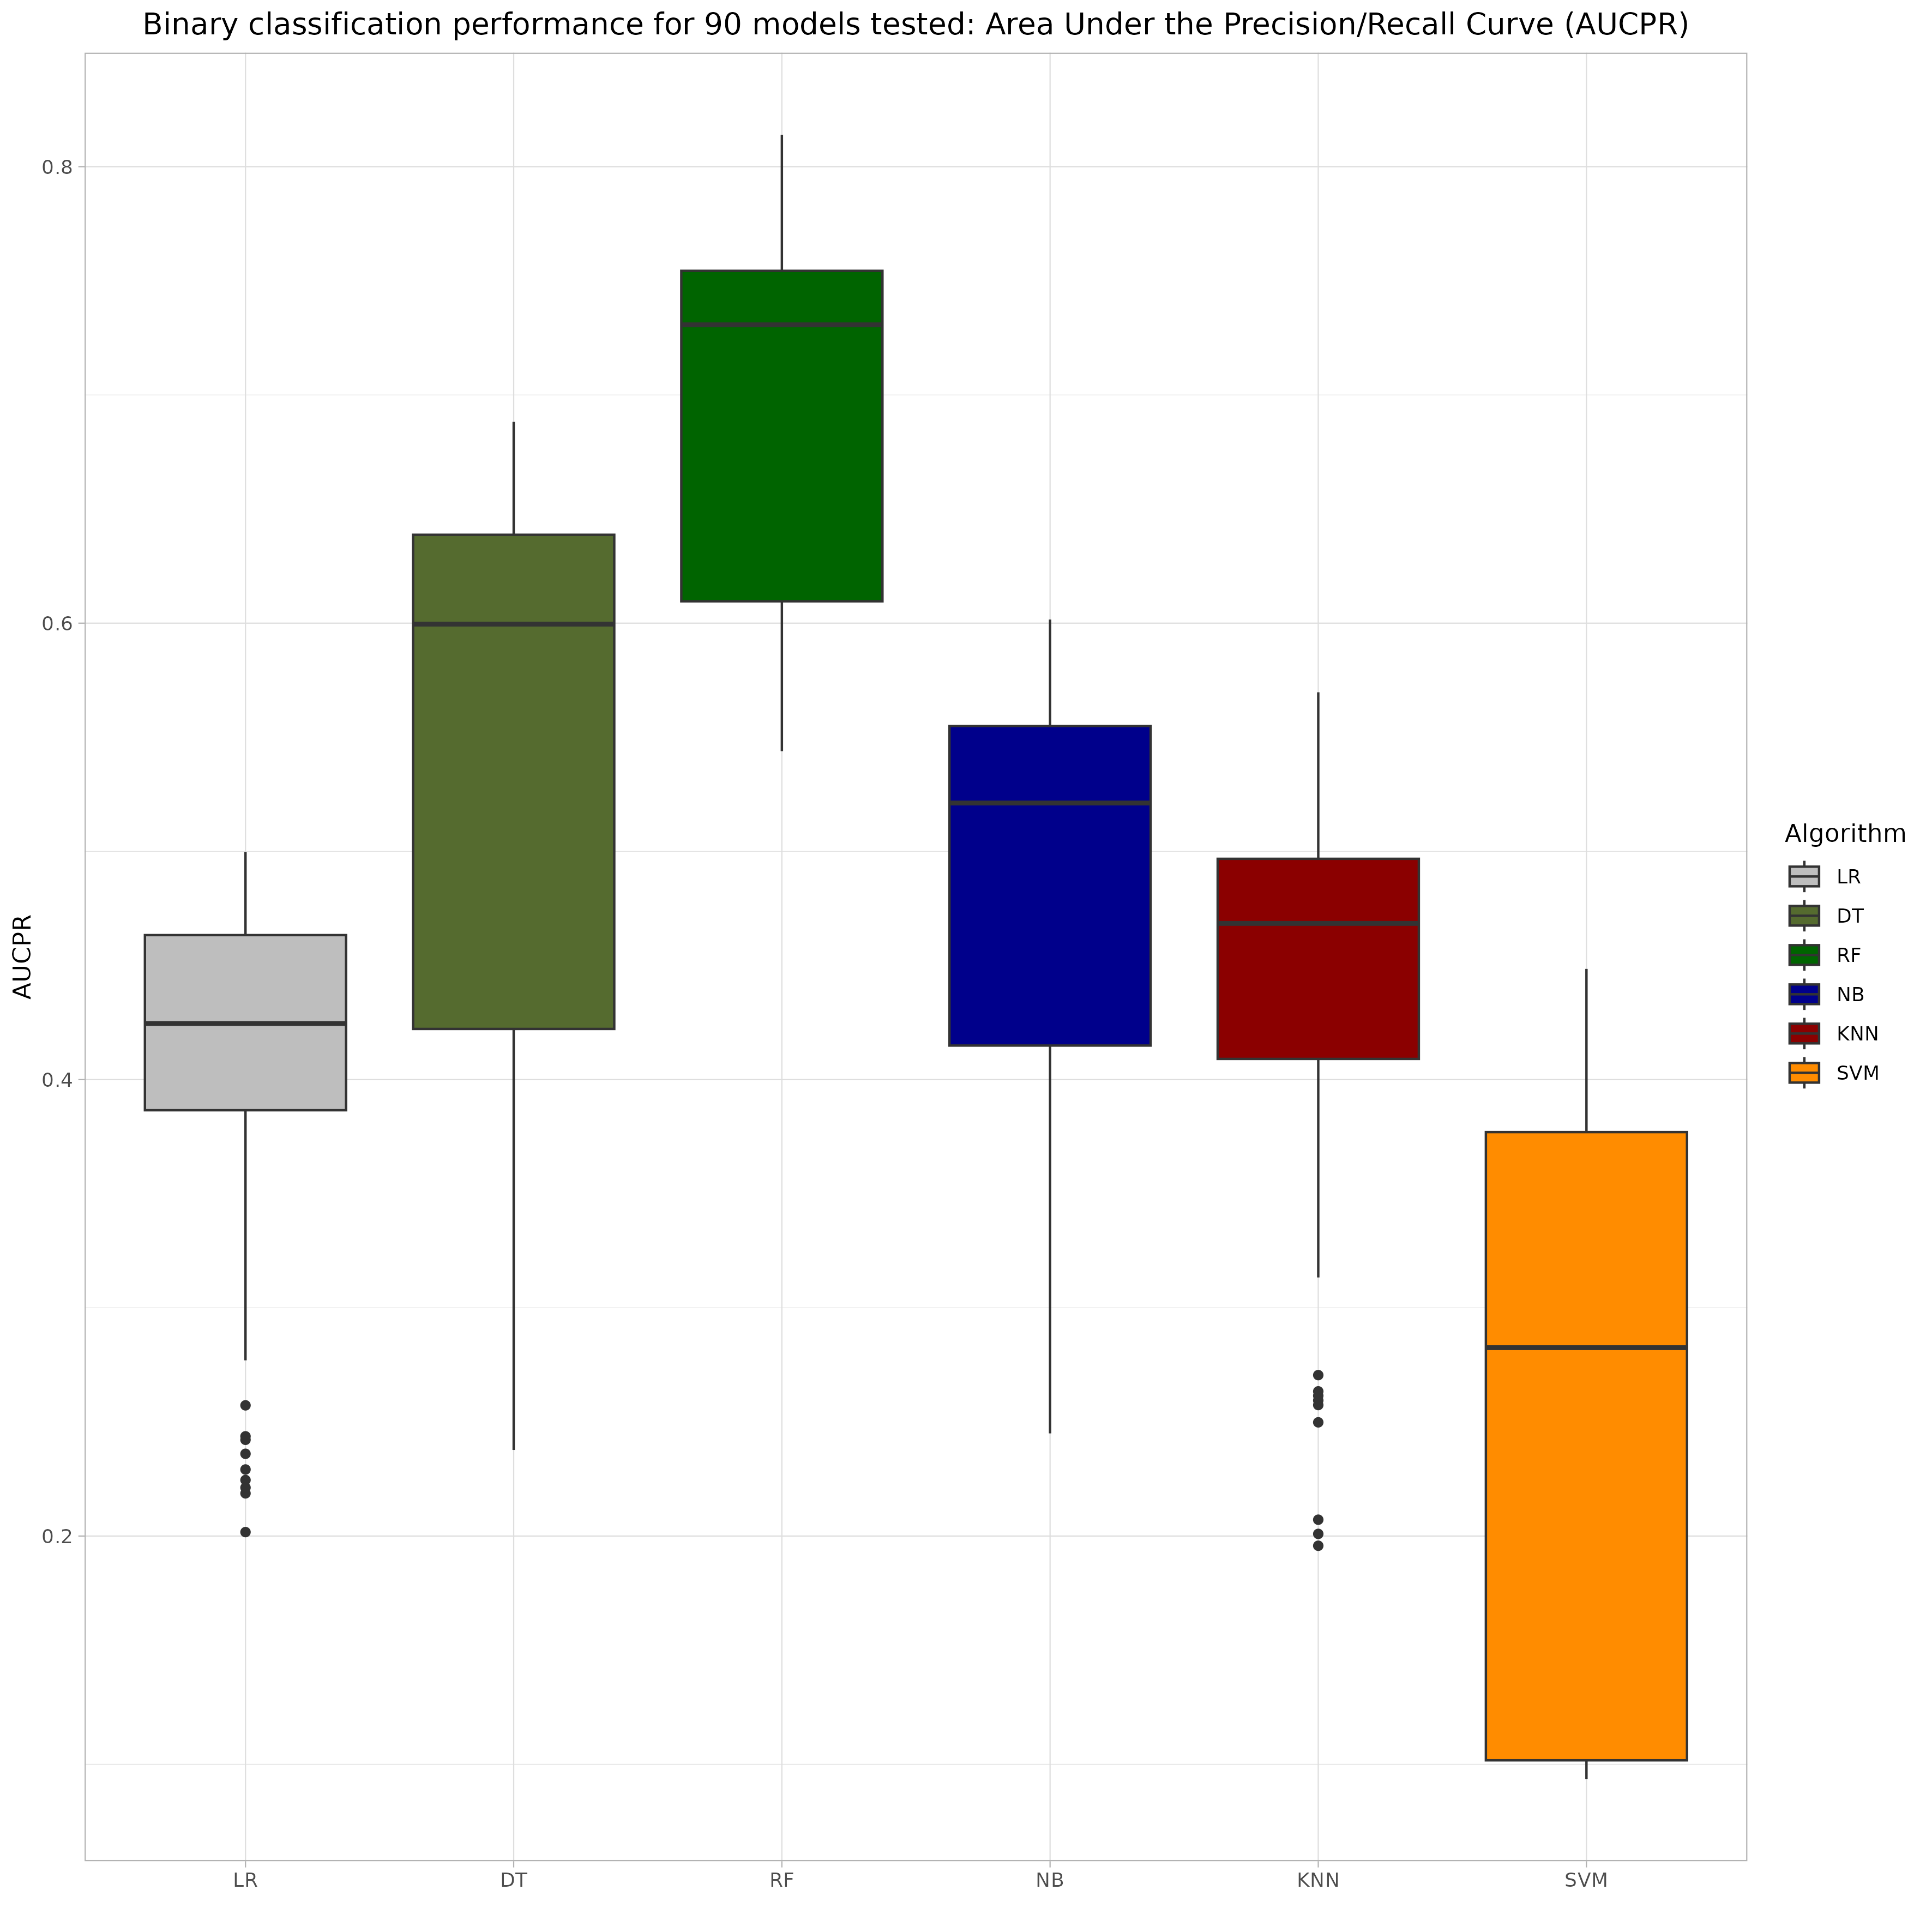 Binary classification performance for 90 models tested: Area Under the Precision/Recall Curve (AUCPR)
AUCPR
0.8
0.6
0.4
0.2
LR
DT
RF
NB
KNN
SVM
Algorithm
LR
DT
RF
NB
KNN
SVM